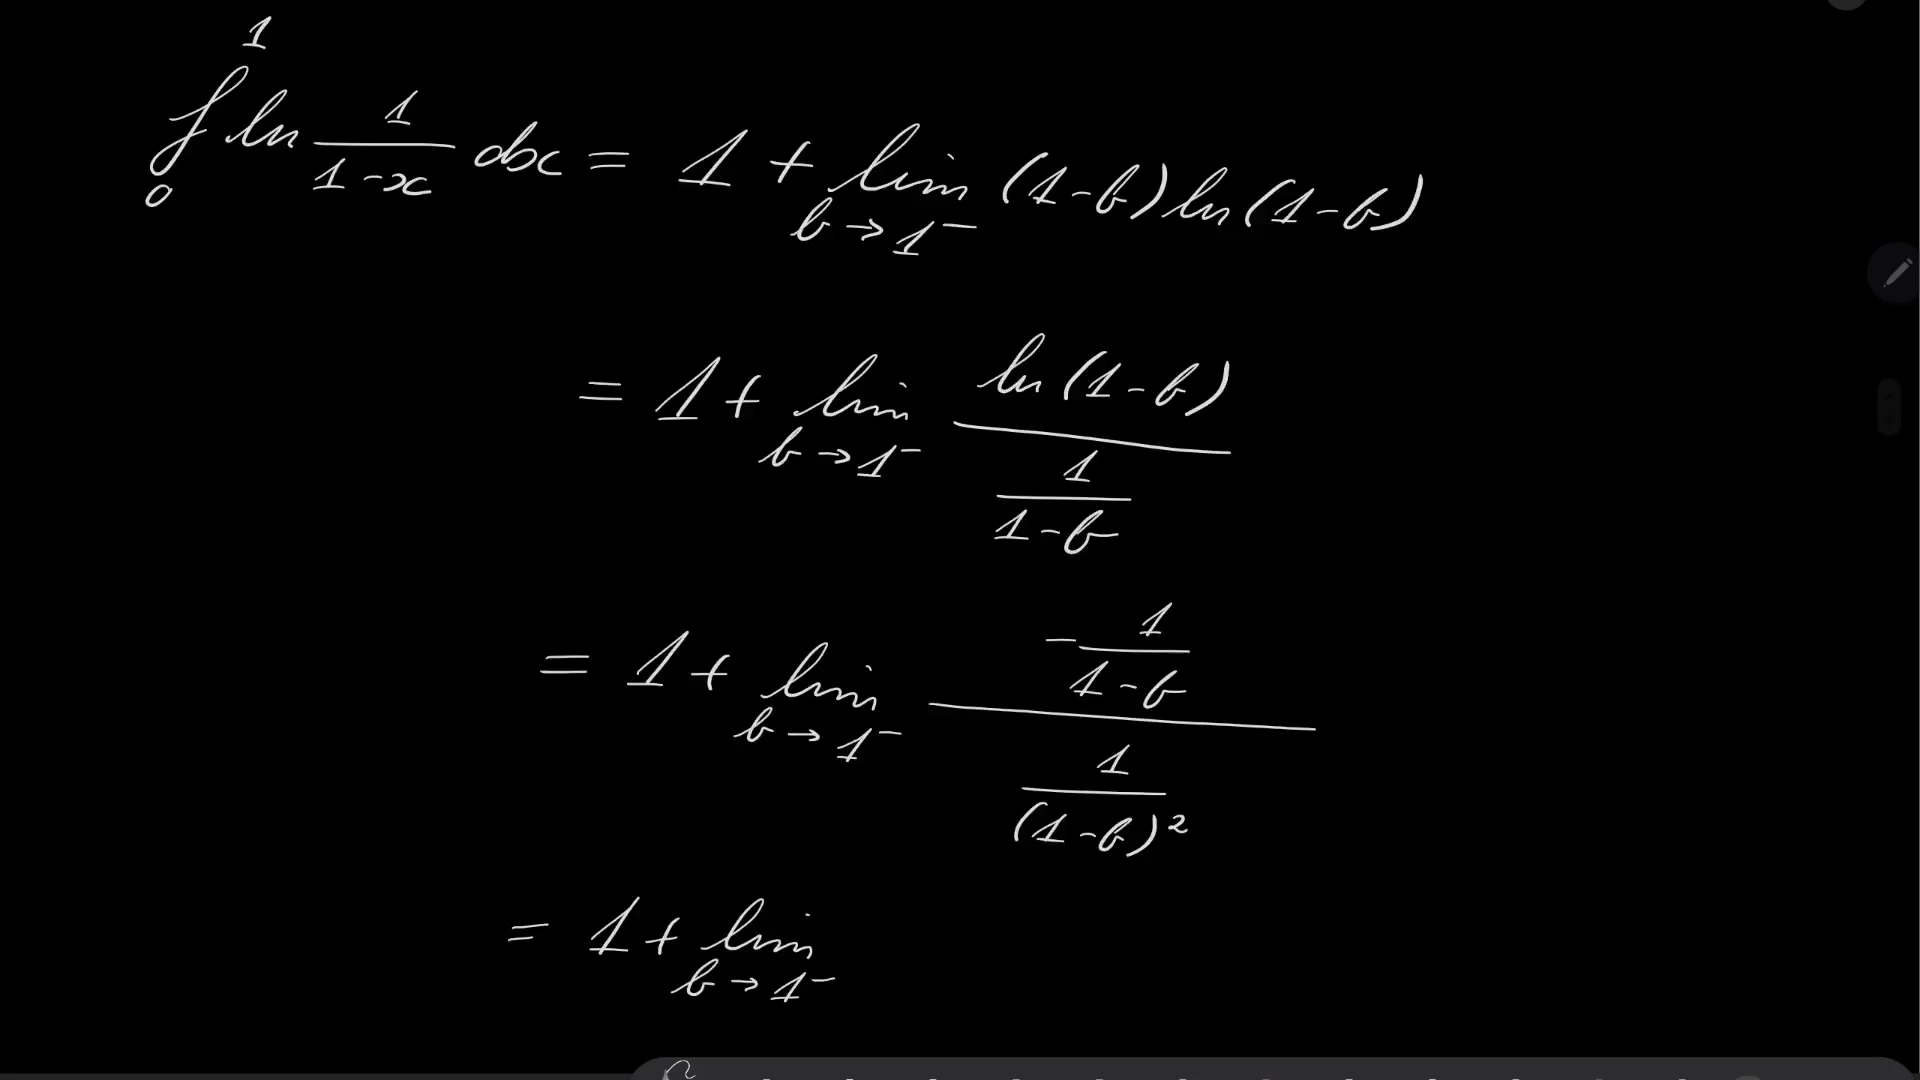 ∫₀¹ ln 1/(1-x) dx = 1 + lim_{b→1⁻} (1-b) ln(1-b)
= 1 + lim_{b→1⁻} ln(1-b) / (1/(1-b))
= 1 + lim_{b→1⁻} (-1/(1-b)) / (1/(1-b)²)
= 1 + lim_{b→1⁻}